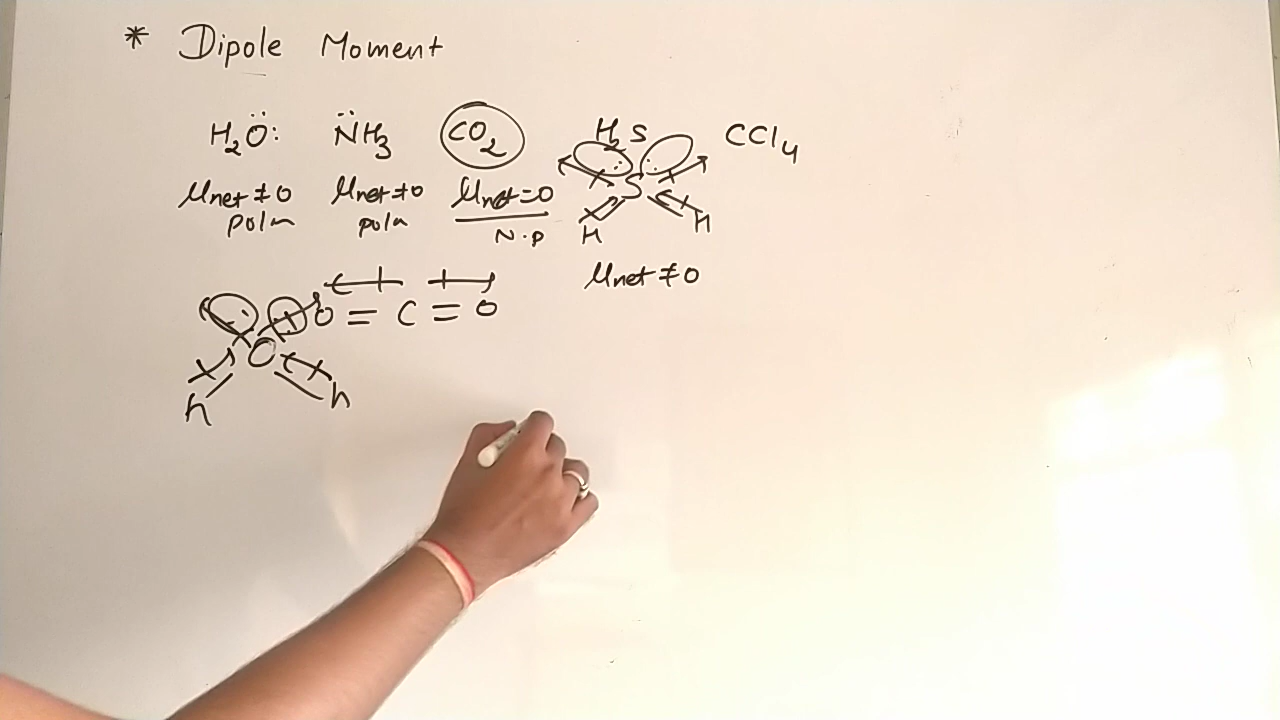 * Dipole Moment
H₂Ö: N̈H₃ CO₂ H₂S CCl₄
μnet ≠ 0 μnet ≠ 0 μnet = 0
polar polar N.P
S
H H
μnet ≠ 0
O = C = O
O
h h